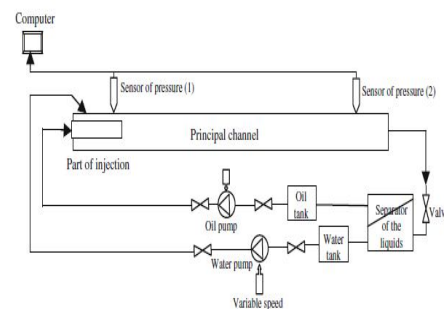 Computer
Sensor of pressure (1)
Sensor of pressure (2)
Principal channel
Part of injection
Oil pump
Oil
tank
Separator
of the
liquids
Valv
Water pump
Water
tank
Variable speed